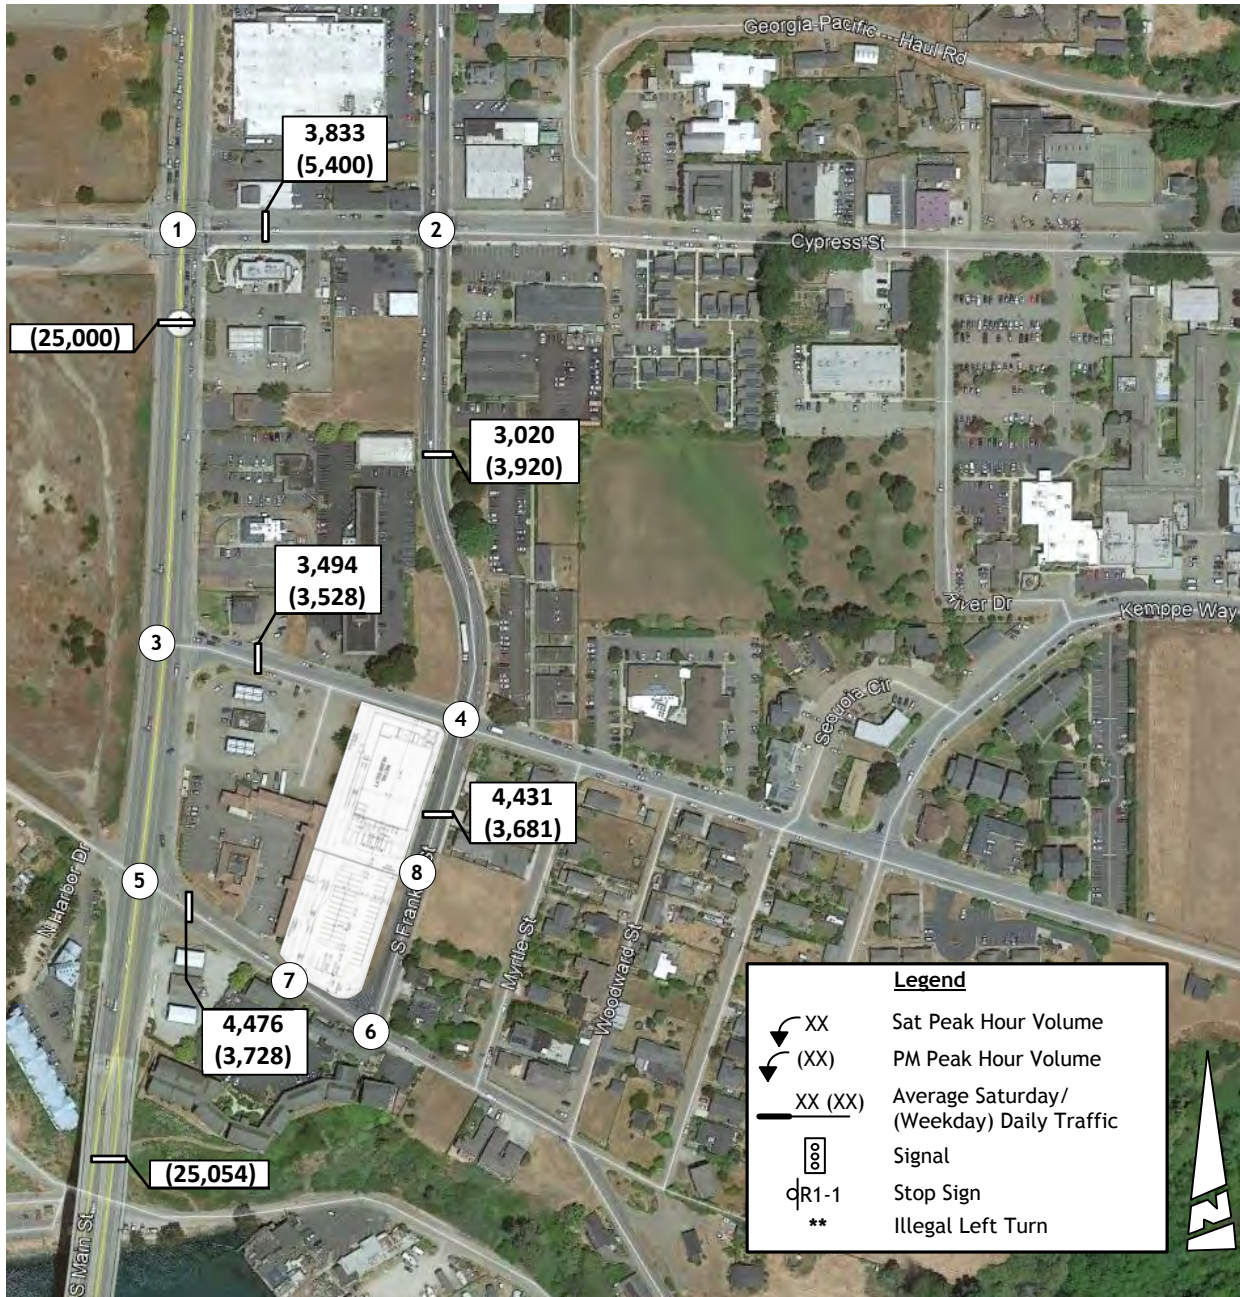 Georgia Pacific --- Haul Rd
3,833
(5,400)
1
2
Cypress St
(25,000)
3,020
(3,920)
3,494
(3,528)
River Dr
Kemppe Way
3
4
Sequoia Cir
4,431
(3,681)
N Harbor Dr
5
8
S Frank
St
Myrtle St
Woodward St
7
6
4,476
(3,728)
(25,054)
S Main St
Legend
XX Sat Peak Hour Volume
(XX) PM Peak Hour Volume
XX (XX) Average Saturday/
(Weekday) Daily Traffic
Signal
R1-1 Stop Sign
** Illegal Left Turn